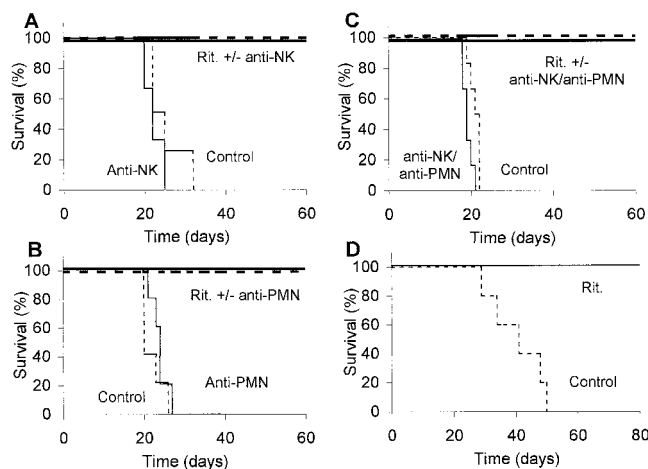 A
Survival (%)
100
80
60
40
20
0
Rit. +/- anti-NK
Anti-NK
Control
0 20 40 60
Time (days)
C
Survival (%)
100
80
60
40
20
0
Rit. +/-
anti-NK/anti-PMN
anti-NK/
anti-PMN
Control
0 20 40 60
Time (days)
B
Survival (%)
100
80
60
40
20
0
Rit. +/- anti-PMN
Control
Anti-PMN
0 20 40 60
Time (days)
D
Survival (%)
100
80
60
40
20
0
Rit.
Control
0 20 40 60 80
Time (days)